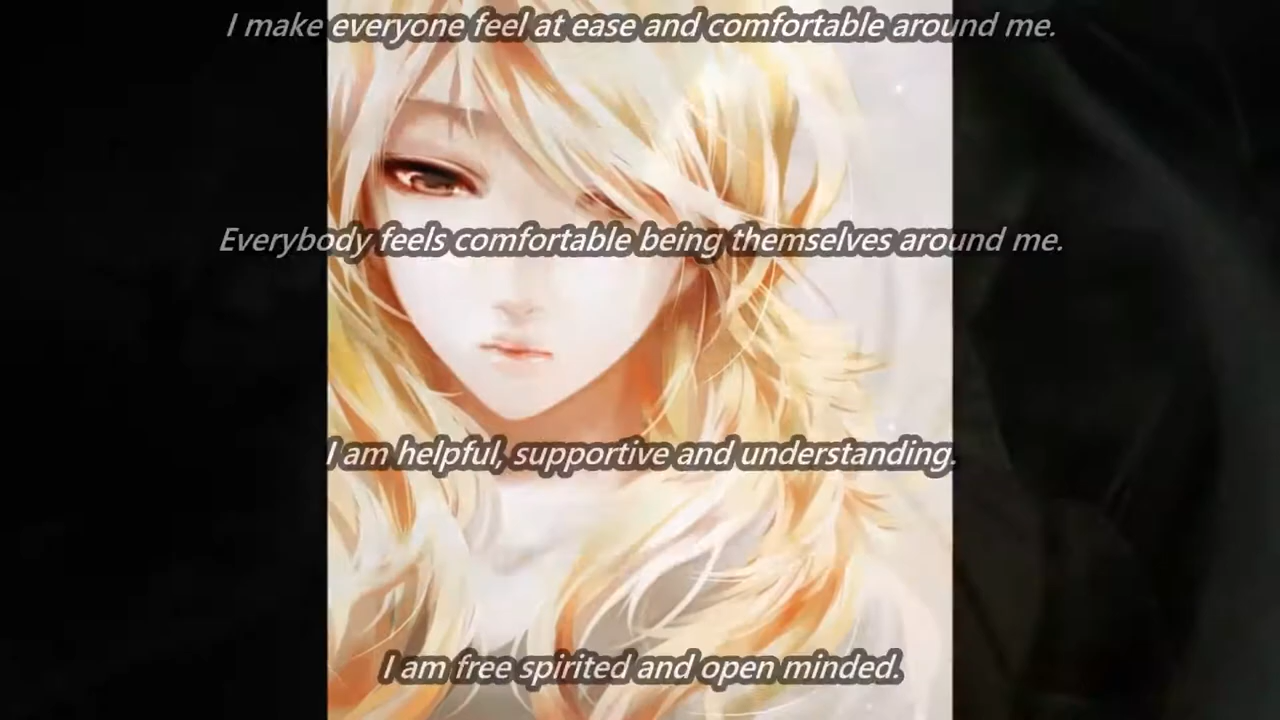 I make everyone feel at ease and comfortable around me.
Everybody feels comfortable being themselves around me.
I am helpful, supportive and understanding.
I am free spirited and open minded.